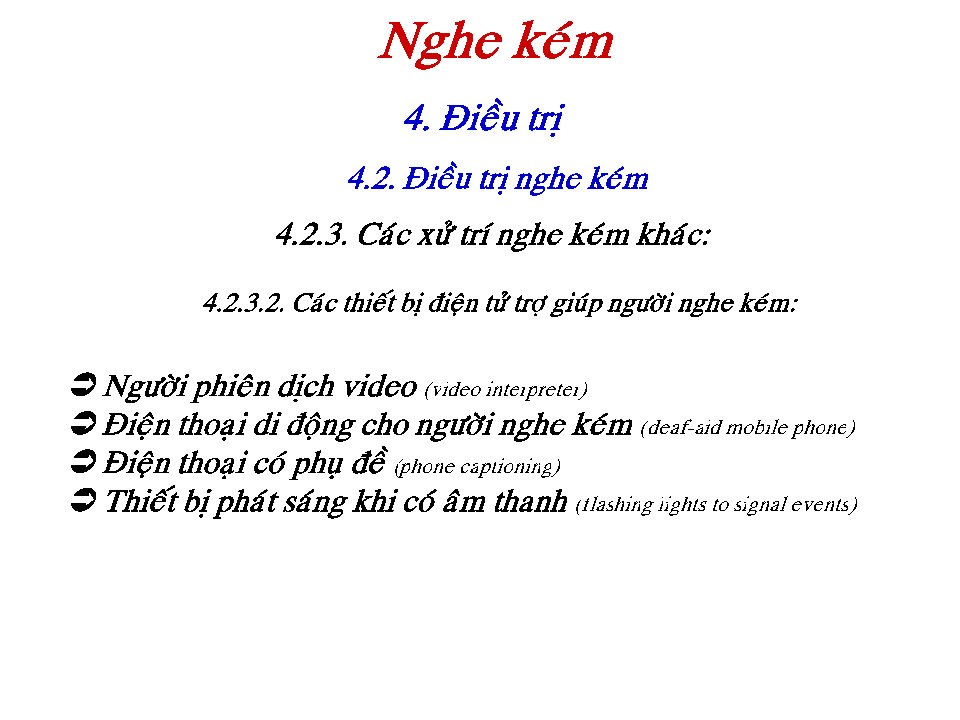 Nghe kém
4. Điều trị
4.2. Điều trị nghe kém
4.2.3. Các xử trí nghe kém khác:
4.2.3.2. Các thiết bị điện tử trợ giúp người nghe kém:
➲ Người phiên dịch video (video interpreter)
➲ Điện thoại di động cho người nghe kém (deaf-aid mobile phone)
➲ Điện thoại có phụ đề (phone captioning)
➲ Thiết bị phát sáng khi có âm thanh (flashing lights to signal events)